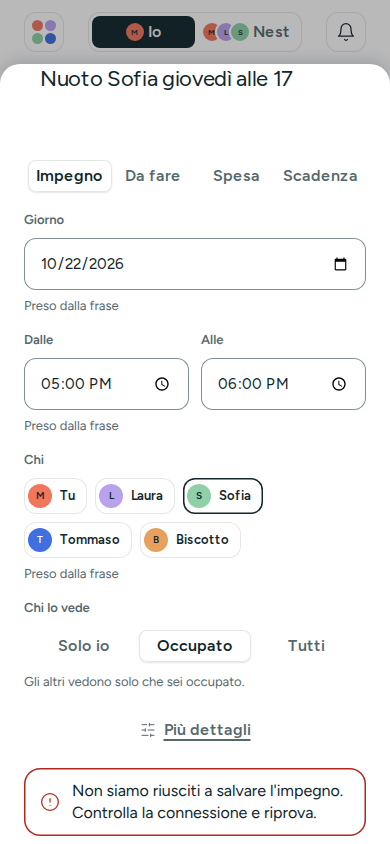 M Io
M L S Nest
Nuoto Sofia giovedì alle 17
Impegno Da fare Spesa Scadenza
Giorno
10/22/2026
Preso dalla frase
Dalle Alle
05:00 PM 06:00 PM
Preso dalla frase
Chi
M Tu L Laura S Sofia
T Tommaso B Biscotto
Preso dalla frase
Chi lo vede
Solo io Occupato Tutti
Gli altri vedono solo che sei occupato.
Più dettagli
Non siamo riusciti a salvare l'impegno.
Controlla la connessione e riprova.